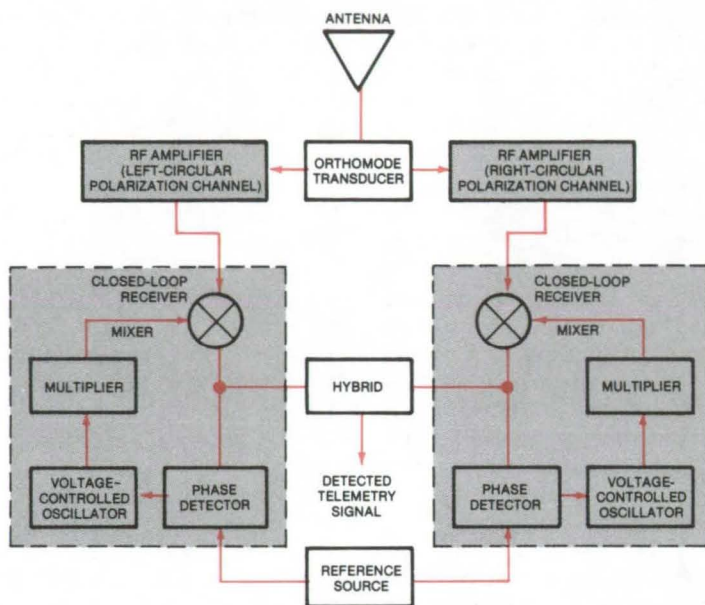 ANTENNA
RF AMPLIFIER
(LEFT-CIRCULAR
POLARIZATION CHANNEL)
ORTHOMODE
TRANSDUCER
RF AMPLIFIER
(RIGHT-CIRCULAR
POLARIZATION CHANNEL)
CLOSED-LOOP
RECEIVER
MIXER
MULTIPLIER
VOLTAGE-
CONTROLLED
OSCILLATOR
PHASE
DETECTOR
HYBRID
DETECTED
TELEMETRY
SIGNAL
REFERENCE
SOURCE
CLOSED-LOOP
RECEIVER
MIXER
MULTIPLIER
PHASE
DETECTOR
VOLTAGE-
CONTROLLED
OSCILLATOR